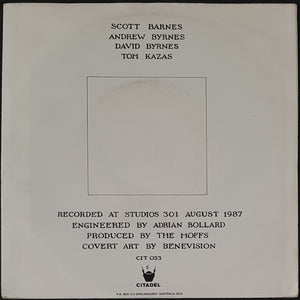 SCOTT BARNES
ANDREW BYRNES
DAVID BYRNES
TOM KAZAS
RECORDED AT STUDIOS 301 AUGUST 1987
ENGINEERED BY ADRIAN BOLLARD
PRODUCED BY THE MOFFS
COVERT ART BY BENEVISION
CIT 033
CITADEL